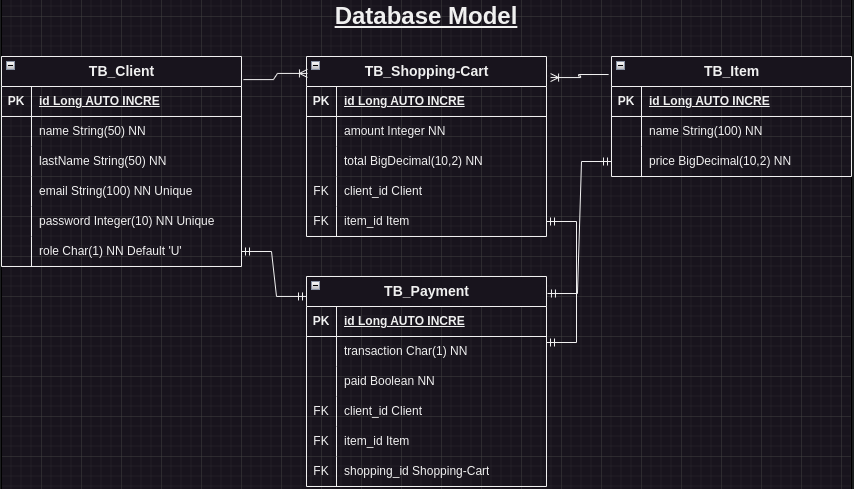 Database Model
TB_Client
PK id Long AUTO INCRE
name String(50) NN
lastName String(50) NN
email String(100) NN Unique
password Integer(10) NN Unique
role Char(1) NN Default 'U'
TB_Shopping-Cart
PK id Long AUTO INCRE
amount Integer NN
total BigDecimal(10,2) NN
FK client_id Client
FK item_id Item
TB_Item
PK id Long AUTO INCRE
name String(100) NN
price BigDecimal(10,2) NN
TB_Payment
PK id Long AUTO INCRE
transaction Char(1) NN
paid Boolean NN
FK client_id Client
FK item_id Item
FK shopping_id Shopping-Cart